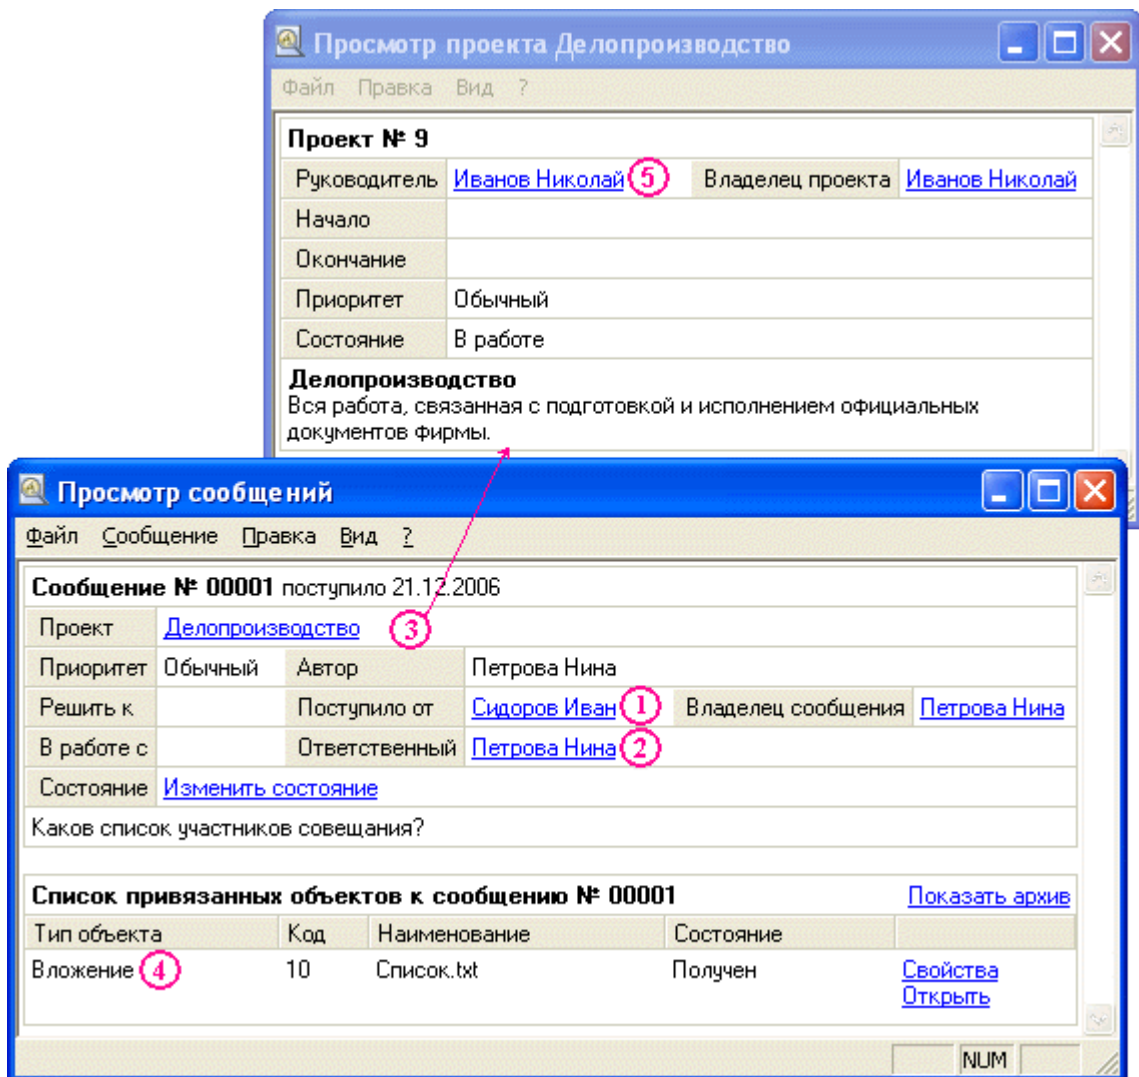 Просмотр проекта Делопроизводство
Файл Правка Вид ?
Проект № 9
Руководитель Иванов Николай 5 Владелец проекта Иванов Николай
Начало
Окончание
Приоритет Обычный
Состояние В работе
Делопроизводство
Вся работа, связанная с подготовкой и исполнением официальных
документов фирмы.
Просмотр сообщений
Файл Сообщение Правка Вид ?
Сообщение № 00001 поступило 21.12.2006
Проект Делопроизводство 3
Приоритет Обычный Автор Петрова Нина
Решить к Поступило от Сидоров Иван 1 Владелец сообщения Петрова Нина
В работе с Ответственный Петрова Нина 2
Состояние Изменить состояние
Каков список участников совещания?
Список привязанных объектов к сообщению № 00001 Показать архив
Тип объекта Код Наименование Состояние
Вложение 4 10 Список.txt Получен Свойства
Открыть
NUM